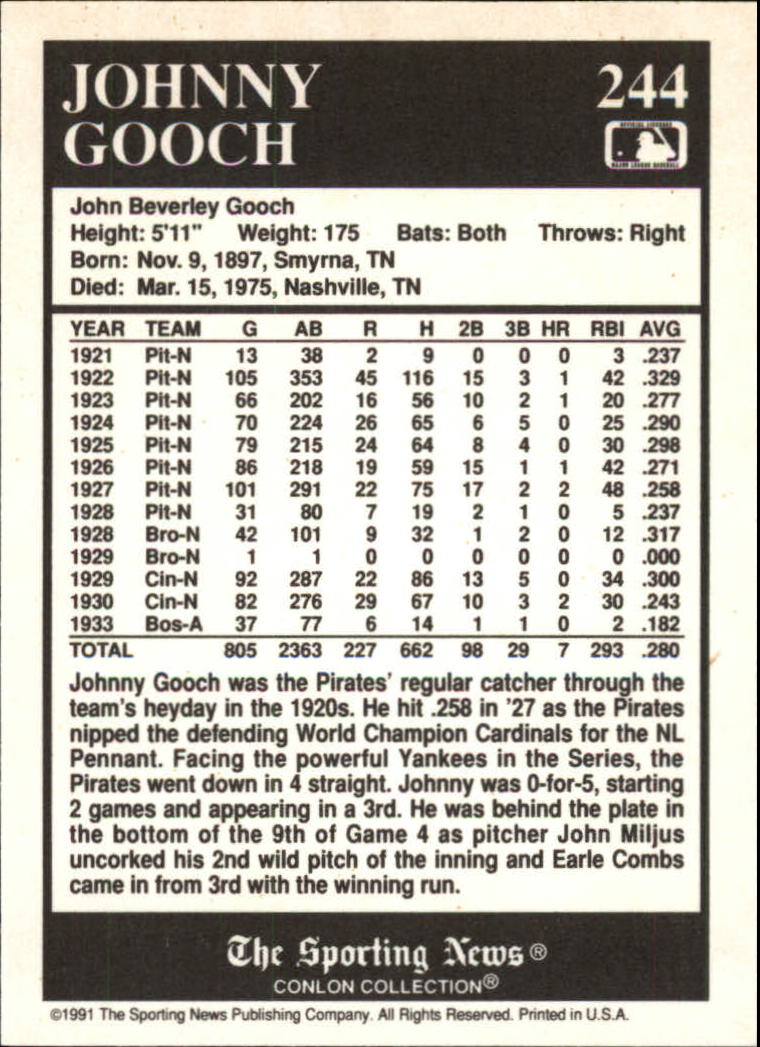 JOHNNY 244
GOOCH
OFFICIAL LICENSEE
MAJOR LEAGUE BASEBALL
John Beverley Gooch
Height: 5'11" Weight: 175 Bats: Both Throws: Right
Born: Nov. 9, 1897, Smyrna, TN
Died: Mar. 15, 1975, Nashville, TN
YEAR TEAM G AB R H 2B 3B HR RBI AVG
1921 Pit-N 13 38 2 9 0 0 0 3 .237
1922 Pit-N 105 353 45 116 15 3 1 42 .329
1923 Pit-N 66 202 16 56 10 2 1 20 .277
1924 Pit-N 70 224 26 65 6 5 0 25 .290
1925 Pit-N 79 215 24 64 8 4 0 30 .298
1926 Pit-N 86 218 19 59 15 1 1 42 .271
1927 Pit-N 101 291 22 75 17 2 2 48 .258
1928 Pit-N 31 80 7 19 2 1 0 5 .237
1928 Bro-N 42 101 9 32 1 2 0 12 .317
1929 Bro-N 1 1 0 0 0 0 0 0 .000
1929 Cin-N 92 287 22 86 13 5 0 34 .300
1930 Cin-N 82 276 29 67 10 3 2 30 .243
1933 Bos-A 37 77 6 14 1 1 0 2 .182
TOTAL 805 2363 227 662 98 29 7 293 .280
Johnny Gooch was the Pirates' regular catcher through the
team's heyday in the 1920s. He hit .258 in '27 as the Pirates
nipped the defending World Champion Cardinals for the NL
Pennant. Facing the powerful Yankees in the Series, the
Pirates went down in 4 straight. Johnny was 0-for-5, starting
2 games and appearing in a 3rd. He was behind the plate in
the bottom of the 9th of Game 4 as pitcher John Miljus
uncorked his 2nd wild pitch of the inning and Earle Combs
came in from 3rd with the winning run.
The Sporting News®
CONLON COLLECTION®
©1991 The Sporting News Publishing Company. All Rights Reserved. Printed in U.S.A.